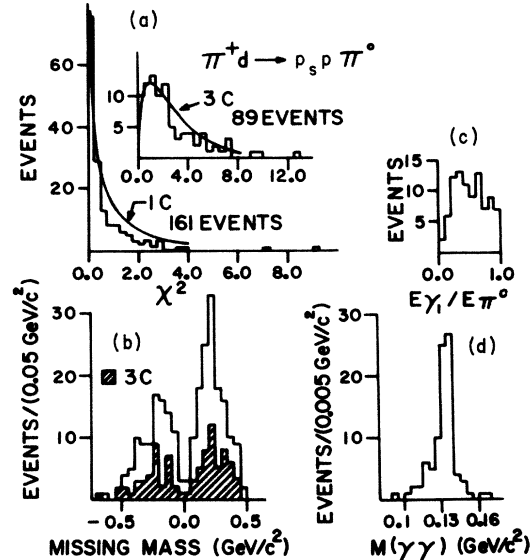 (a)
π⁺d → pₛ p π⁰
3 C
89 EVENTS
1 C
161 EVENTS
EVENTS
60
40
20
10
5
0.0 4.0 8.0 12.0
0.0 2.0 4.0 6.0 8.0
χ²
(c)
EVENTS
15
10
5
0.0 1.0
Eγ₁/Eπ⁰
(b)
3C
EVENTS/(0.05 GeV/c²)
30
20
10
-0.5 0.0 0.5
MISSING MASS (GeV/c²)
(d)
EVENTS/(0.005 GeV/c²)
30
20
10
0.1 0.13 0.16
M(γγ) (GeV/c²)